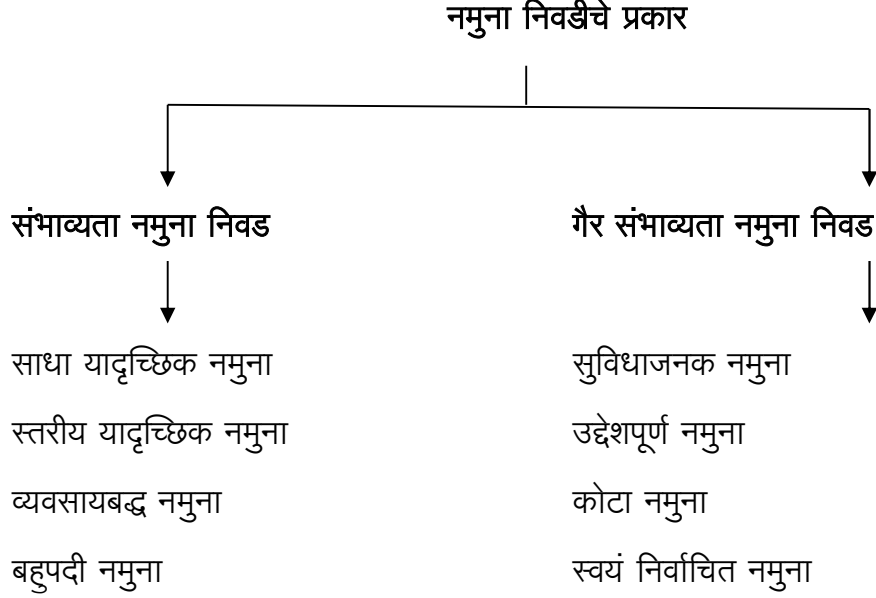 नमुना निवडीचे प्रकार
संभाव्यता नमुना निवड
गैर संभाव्यता नमुना निवड
साधा यादृच्छिक नमुना
सुविधाजनक नमुना
स्तरीय यादृच्छिक नमुना
उद्देशपूर्ण नमुना
व्यवसायबद्ध नमुना
कोटा नमुना
बहुपदी नमुना
स्वयं निर्वाचित नमुना